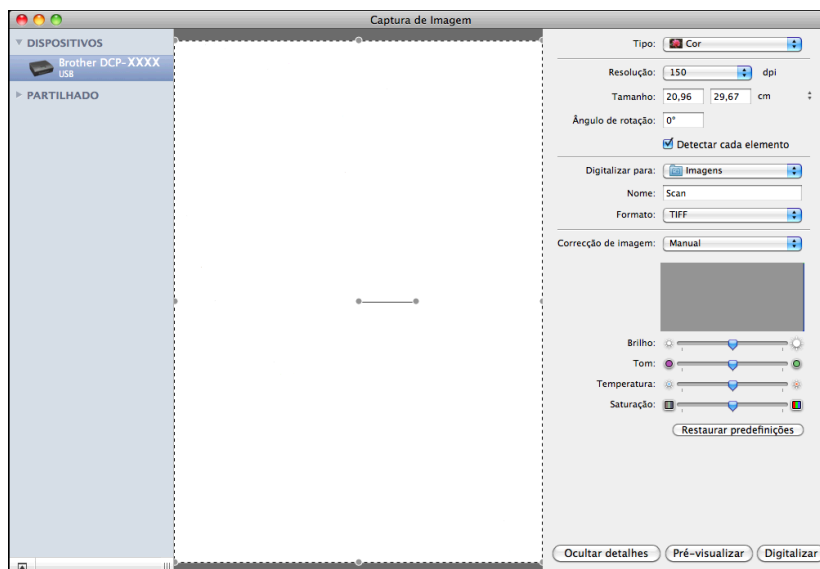 Captura de Imagem
DISPOSITIVOS
Brother DCP-XXXX
USB
PARTILHADO
Tipo: Cor
Resolução: 150 dpi
Tamanho: 20,96 29,67 cm
Ângulo de rotação: 0°
Detectar cada elemento
Digitalizar para: Imagens
Nome: Scan
Formato: TIFF
Correcção de imagem: Manual
Brilho:
Tom:
Temperatura:
Saturação:
Restaurar predefinições
Ocultar detalhes Pré-visualizar Digitalizar